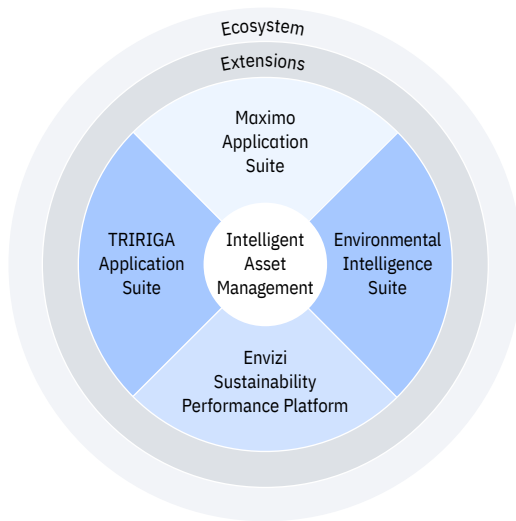 Ecosystem
Extensions
Maximo
Application
Suite
TRIRIGA
Application
Suite
Intelligent
Asset
Management
Environmental
Intelligence
Suite
Envizi
Sustainability
Performance Platform